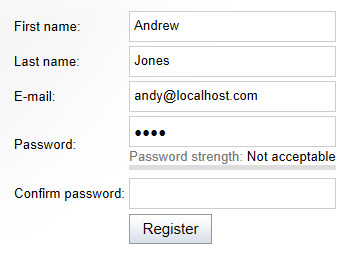 First name: Andrew
Last name: Jones
E-mail: andy@localhost.com
Password: ●●●●
Password strength: Not acceptable
Confirm password:
Register